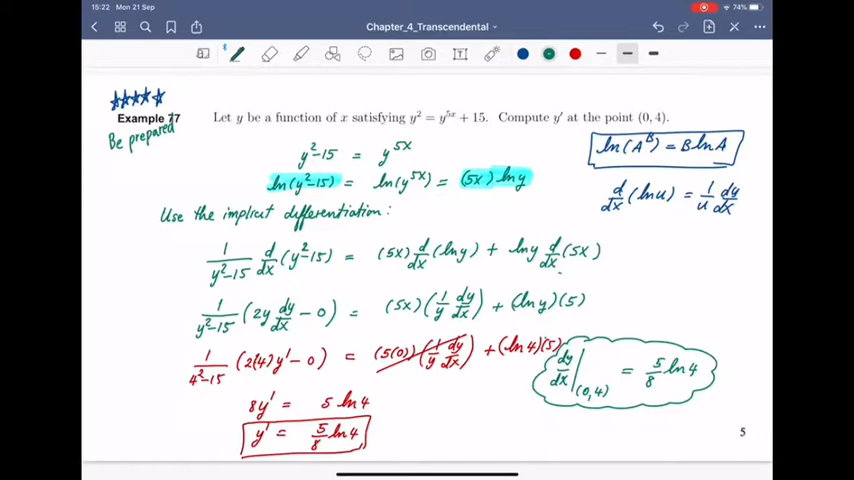 15:22 Mon 21 Sep
74%
Chapter_4_Transcendental
☆☆☆☆☆
Example 77 Let y be a function of x satisfying y² = y⁵ˣ + 15. Compute y′ at the point (0, 4).
Be prepared
y²-15 = y⁵ˣ
ln(A^B) = B ln A
ln(y²-15) = ln(y⁵ˣ) = (5x) ln y
d/dx (ln u) = 1/u dy/dx
Use the implicit differentiation:
1/(y²-15) d/dx (y²-15) = (5x) d/dx (ln y) + ln y d/dx (5x)
1/(y²-15) (2y dy/dx - 0) = (5x) (1/y dy/dx) + (ln y)(5)
1/(4²-15) (2(4) y′ - 0) = (5(0)) (1/y dy/dx) + (ln 4)(5)
dy/dx |(0,4) = 5/8 ln 4
8y′ = 5 ln 4
y′ = 5/8 ln 4
5